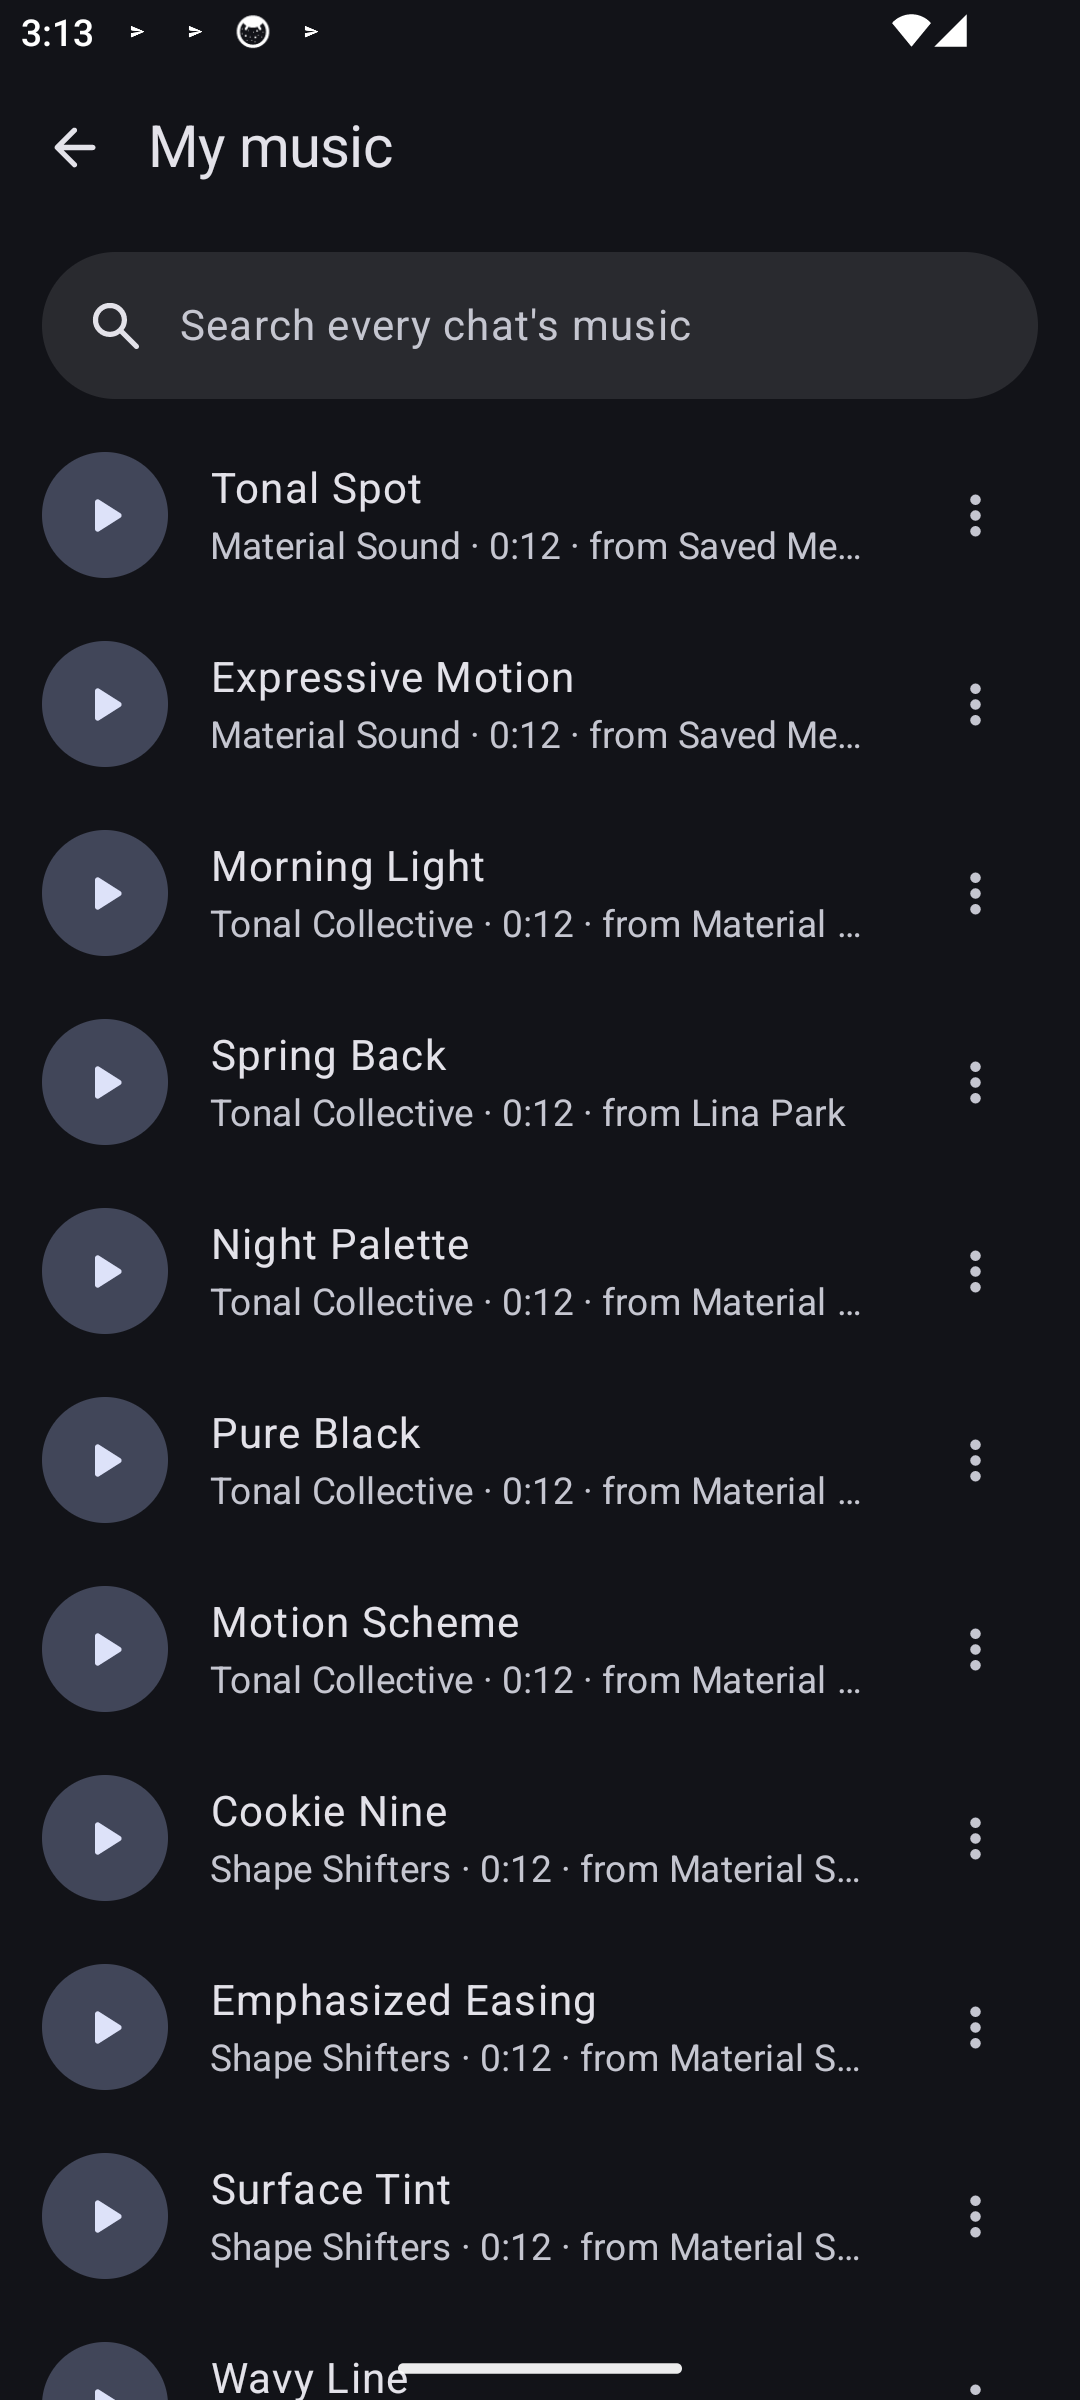 3:13
My music
Search every chat's music
Tonal Spot
Material Sound · 0:12 · from Saved Me…
Expressive Motion
Material Sound · 0:12 · from Saved Me…
Morning Light
Tonal Collective · 0:12 · from Material …
Spring Back
Tonal Collective · 0:12 · from Lina Park
Night Palette
Tonal Collective · 0:12 · from Material …
Pure Black
Tonal Collective · 0:12 · from Material …
Motion Scheme
Tonal Collective · 0:12 · from Material …
Cookie Nine
Shape Shifters · 0:12 · from Material S…
Emphasized Easing
Shape Shifters · 0:12 · from Material S…
Surface Tint
Shape Shifters · 0:12 · from Material S…
Wavy Line